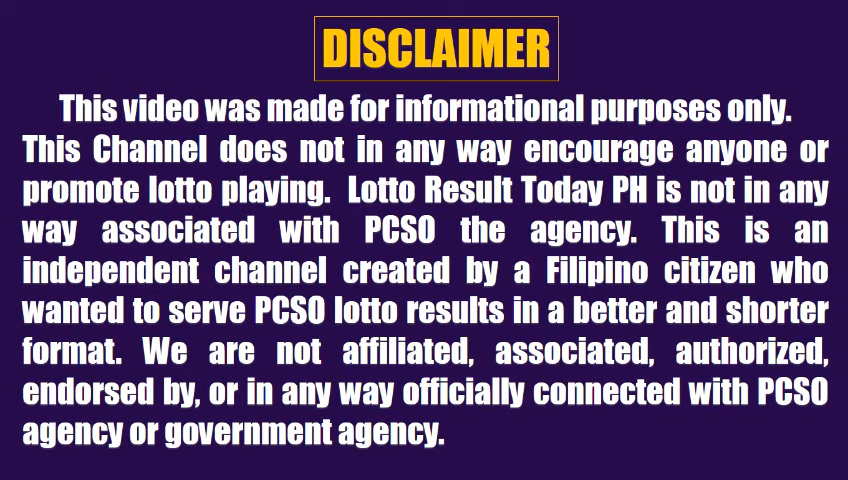 DISCLAIMER
This video was made for informational purposes only.
This Channel does not in any way encourage anyone or
promote lotto playing. Lotto Result Today PH is not in any
way associated with PCSO the agency. This is an
independent channel created by a Filipino citizen who
wanted to serve PCSO lotto results in a better and shorter
format. We are not affiliated, associated, authorized,
endorsed by, or in any way officially connected with PCSO
agency or government agency.